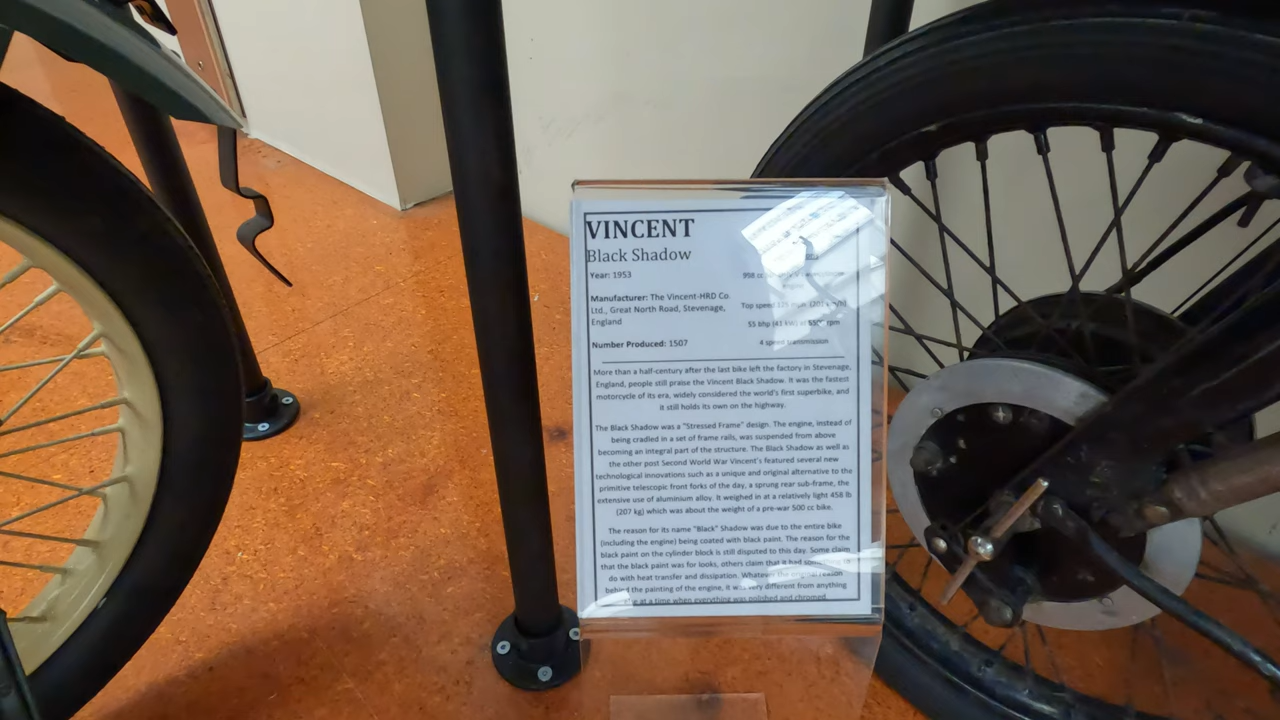 VINCENT
Black Shadow
Year: 1953
Manufacturer: The Vincent-HRD Co.
Ltd., Great North Road, Stevenage,
England
Number Produced: 1507
998 cc
Top speed 125 mph (201 km/h)
55 bhp (41 kW) at 5500 rpm
4 speed transmission
More than a half-century after the last bike left the factory in Stevenage,
England, people still praise the Vincent Black Shadow. It was the fastest
motorcycle of its era, widely considered the world's first superbike, and
it still holds its own on the highway.
The Black Shadow was a "Stressed Frame" design. The engine, instead of
being cradled in a set of frame rails, was suspended from above
becoming an integral part of the structure. The Black Shadow as well as
the other post Second World War Vincent's featured several new
technological innovations such as a unique and original alternative to the
primitive telescopic front forks of the day, a sprung rear sub-frame, the
extensive use of aluminium alloy. It weighed in at a relatively light 458 lb
(207 kg) which was about the weight of a pre-war 500 cc bike.
The reason for its name "Black" Shadow was due to the entire bike
(including the engine) being coated with black paint. The reason for the
black paint on the cylinder block is still disputed to this day. Some claim
that the black paint was for looks, others claim that it had something to
do with heat transfer and dissipation. Whatever the original reason
behind the painting of the engine, it was very different from anything
at a time when everything was polished and chromed.